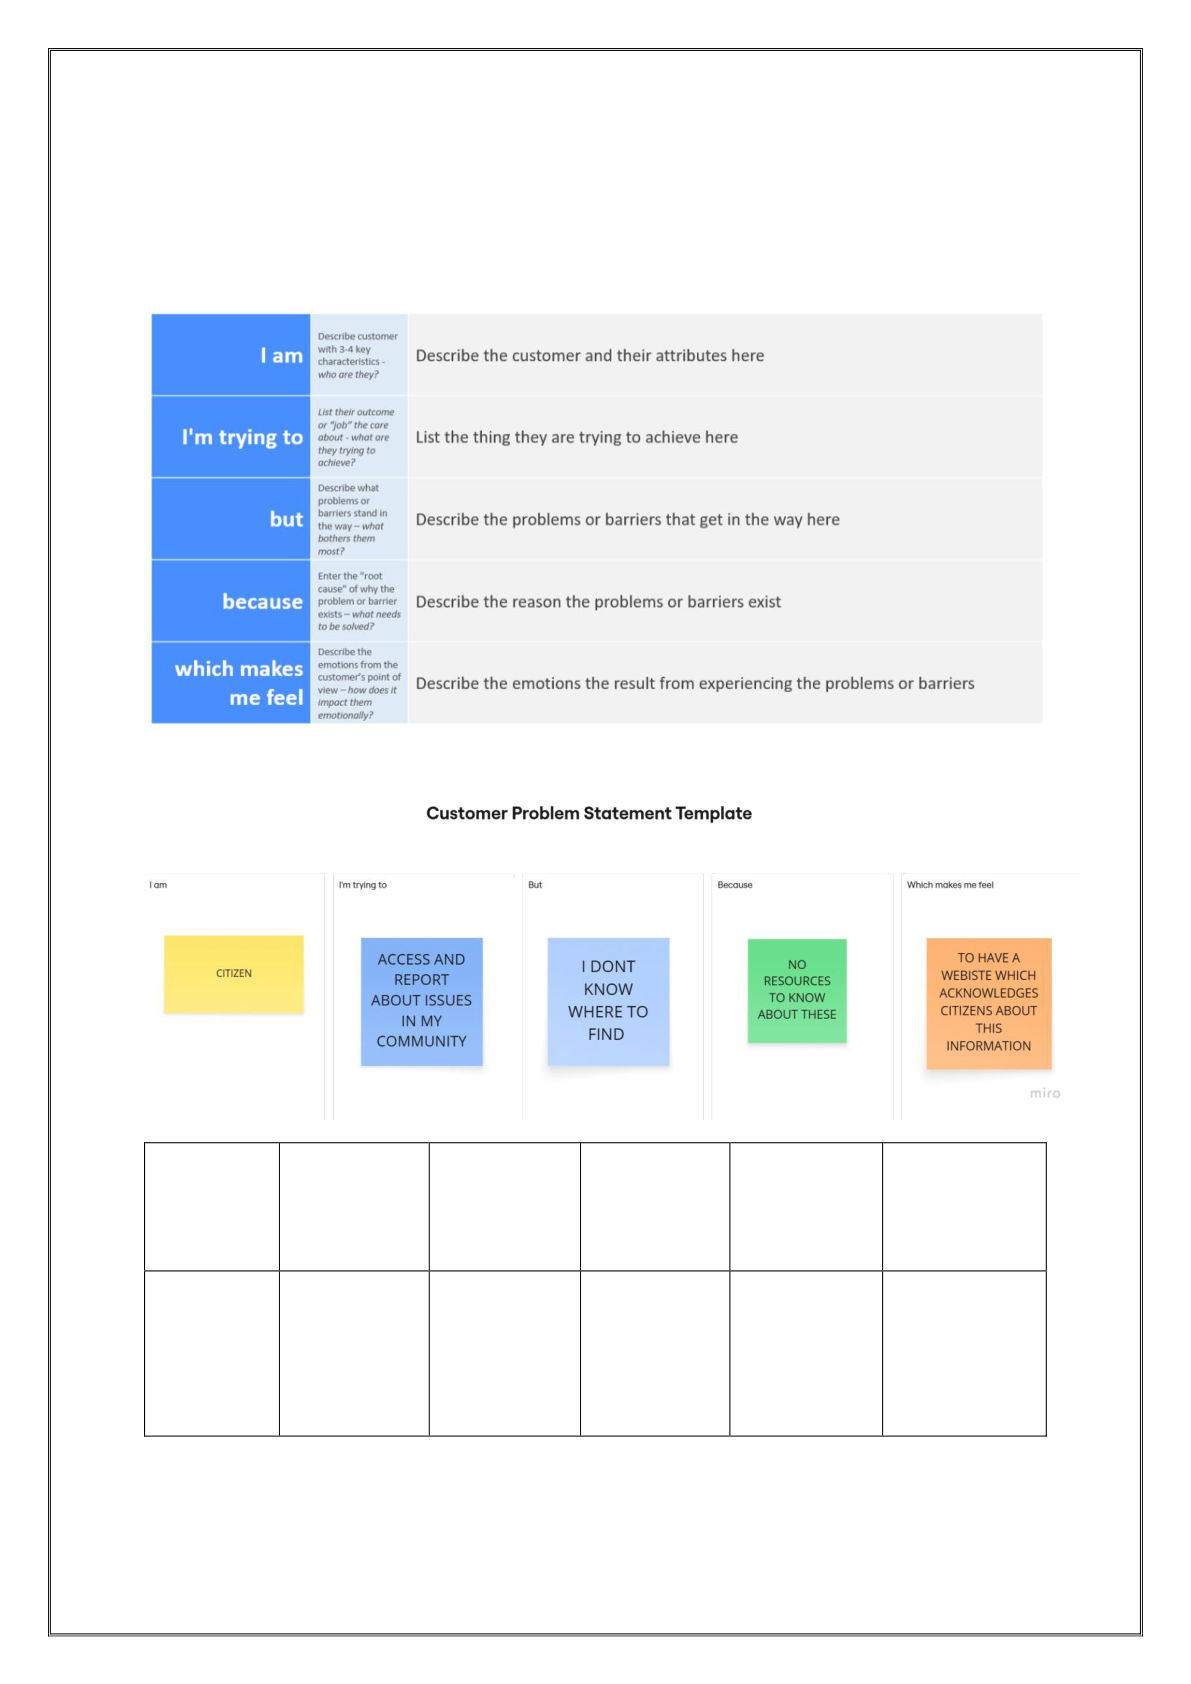 I am
Describe customer
with 3-4 key
characteristics -
who are they?
Describe the customer and their attributes here
I'm trying to
List their outcome
or "job" the care
about - what are
they trying to
achieve?
List the thing they are trying to achieve here
but
Describe what
problems or
barriers stand in
the way – what
bothers them
most?
Describe the problems or barriers that get in the way here
because
Enter the "root
cause" of why the
problem or barrier
exists – what needs
to be solved?
Describe the reason the problems or barriers exist
which makes
me feel
Describe the
emotions from the
customer's point of
view – how does it
impact them
emotionally?
Describe the emotions the result from experiencing the problems or barriers
Customer Problem Statement Template
I am
CITIZEN
I'm trying to
ACCESS AND
REPORT
ABOUT ISSUES
IN MY
COMMUNITY
But
I DONT
KNOW
WHERE TO
FIND
Because
NO
RESOURCES
TO KNOW
ABOUT THESE
Which makes me feel
TO HAVE A
WEBISTE WHICH
ACKNOWLEDGES
CITIZENS ABOUT
THIS
INFORMATION
miro